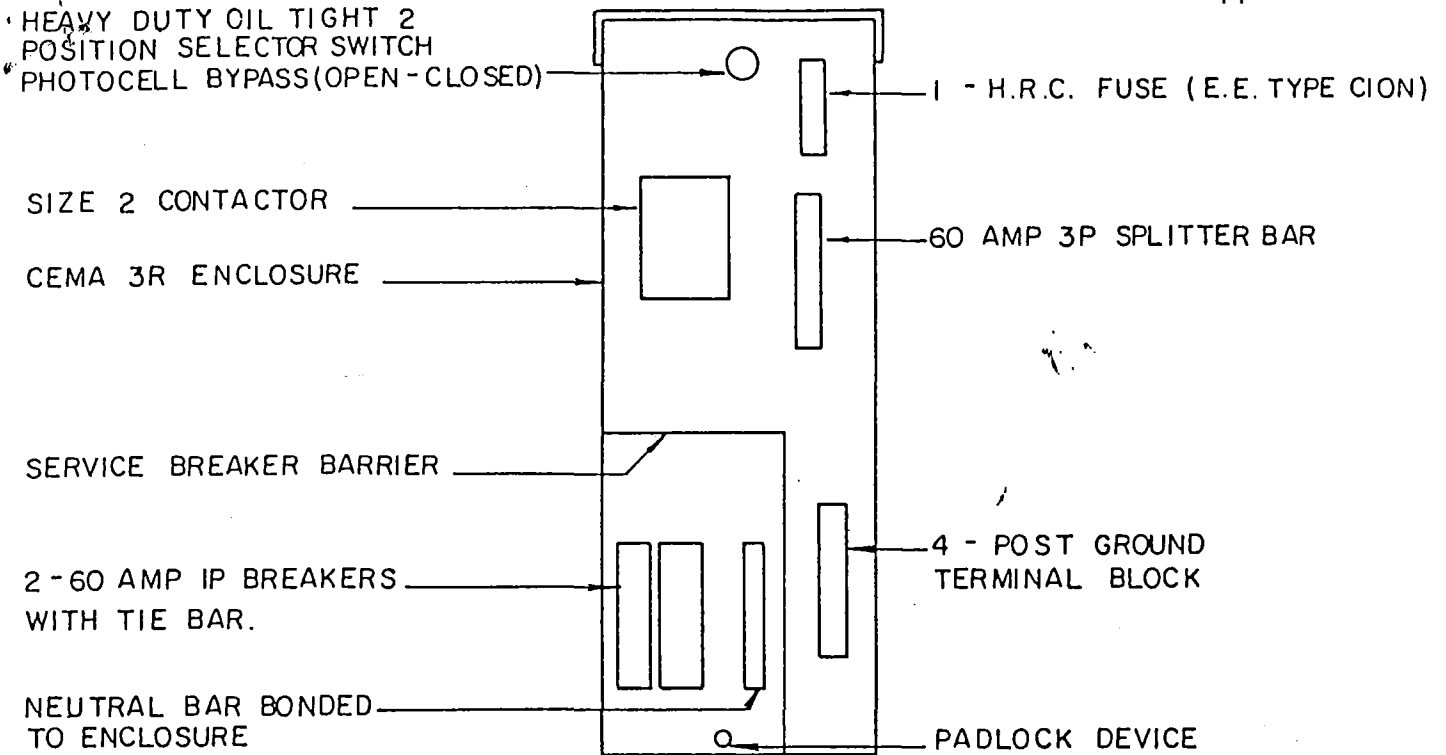 HEAVY DUTY OIL TIGHT 2
POSITION SELECTOR SWITCH
PHOTOCELL BYPASS (OPEN-CLOSED)
1 - H.R.C. FUSE (E.E. TYPE CION)
SIZE 2 CONTACTOR
60 AMP 3P SPLITTER BAR
CEMA 3R ENCLOSURE
SERVICE BREAKER BARRIER
4 - POST GROUND
TERMINAL BLOCK
2-60 AMP 1P BREAKERS
WITH TIE BAR.
NEUTRAL BAR BONDED
TO ENCLOSURE
PADLOCK DEVICE